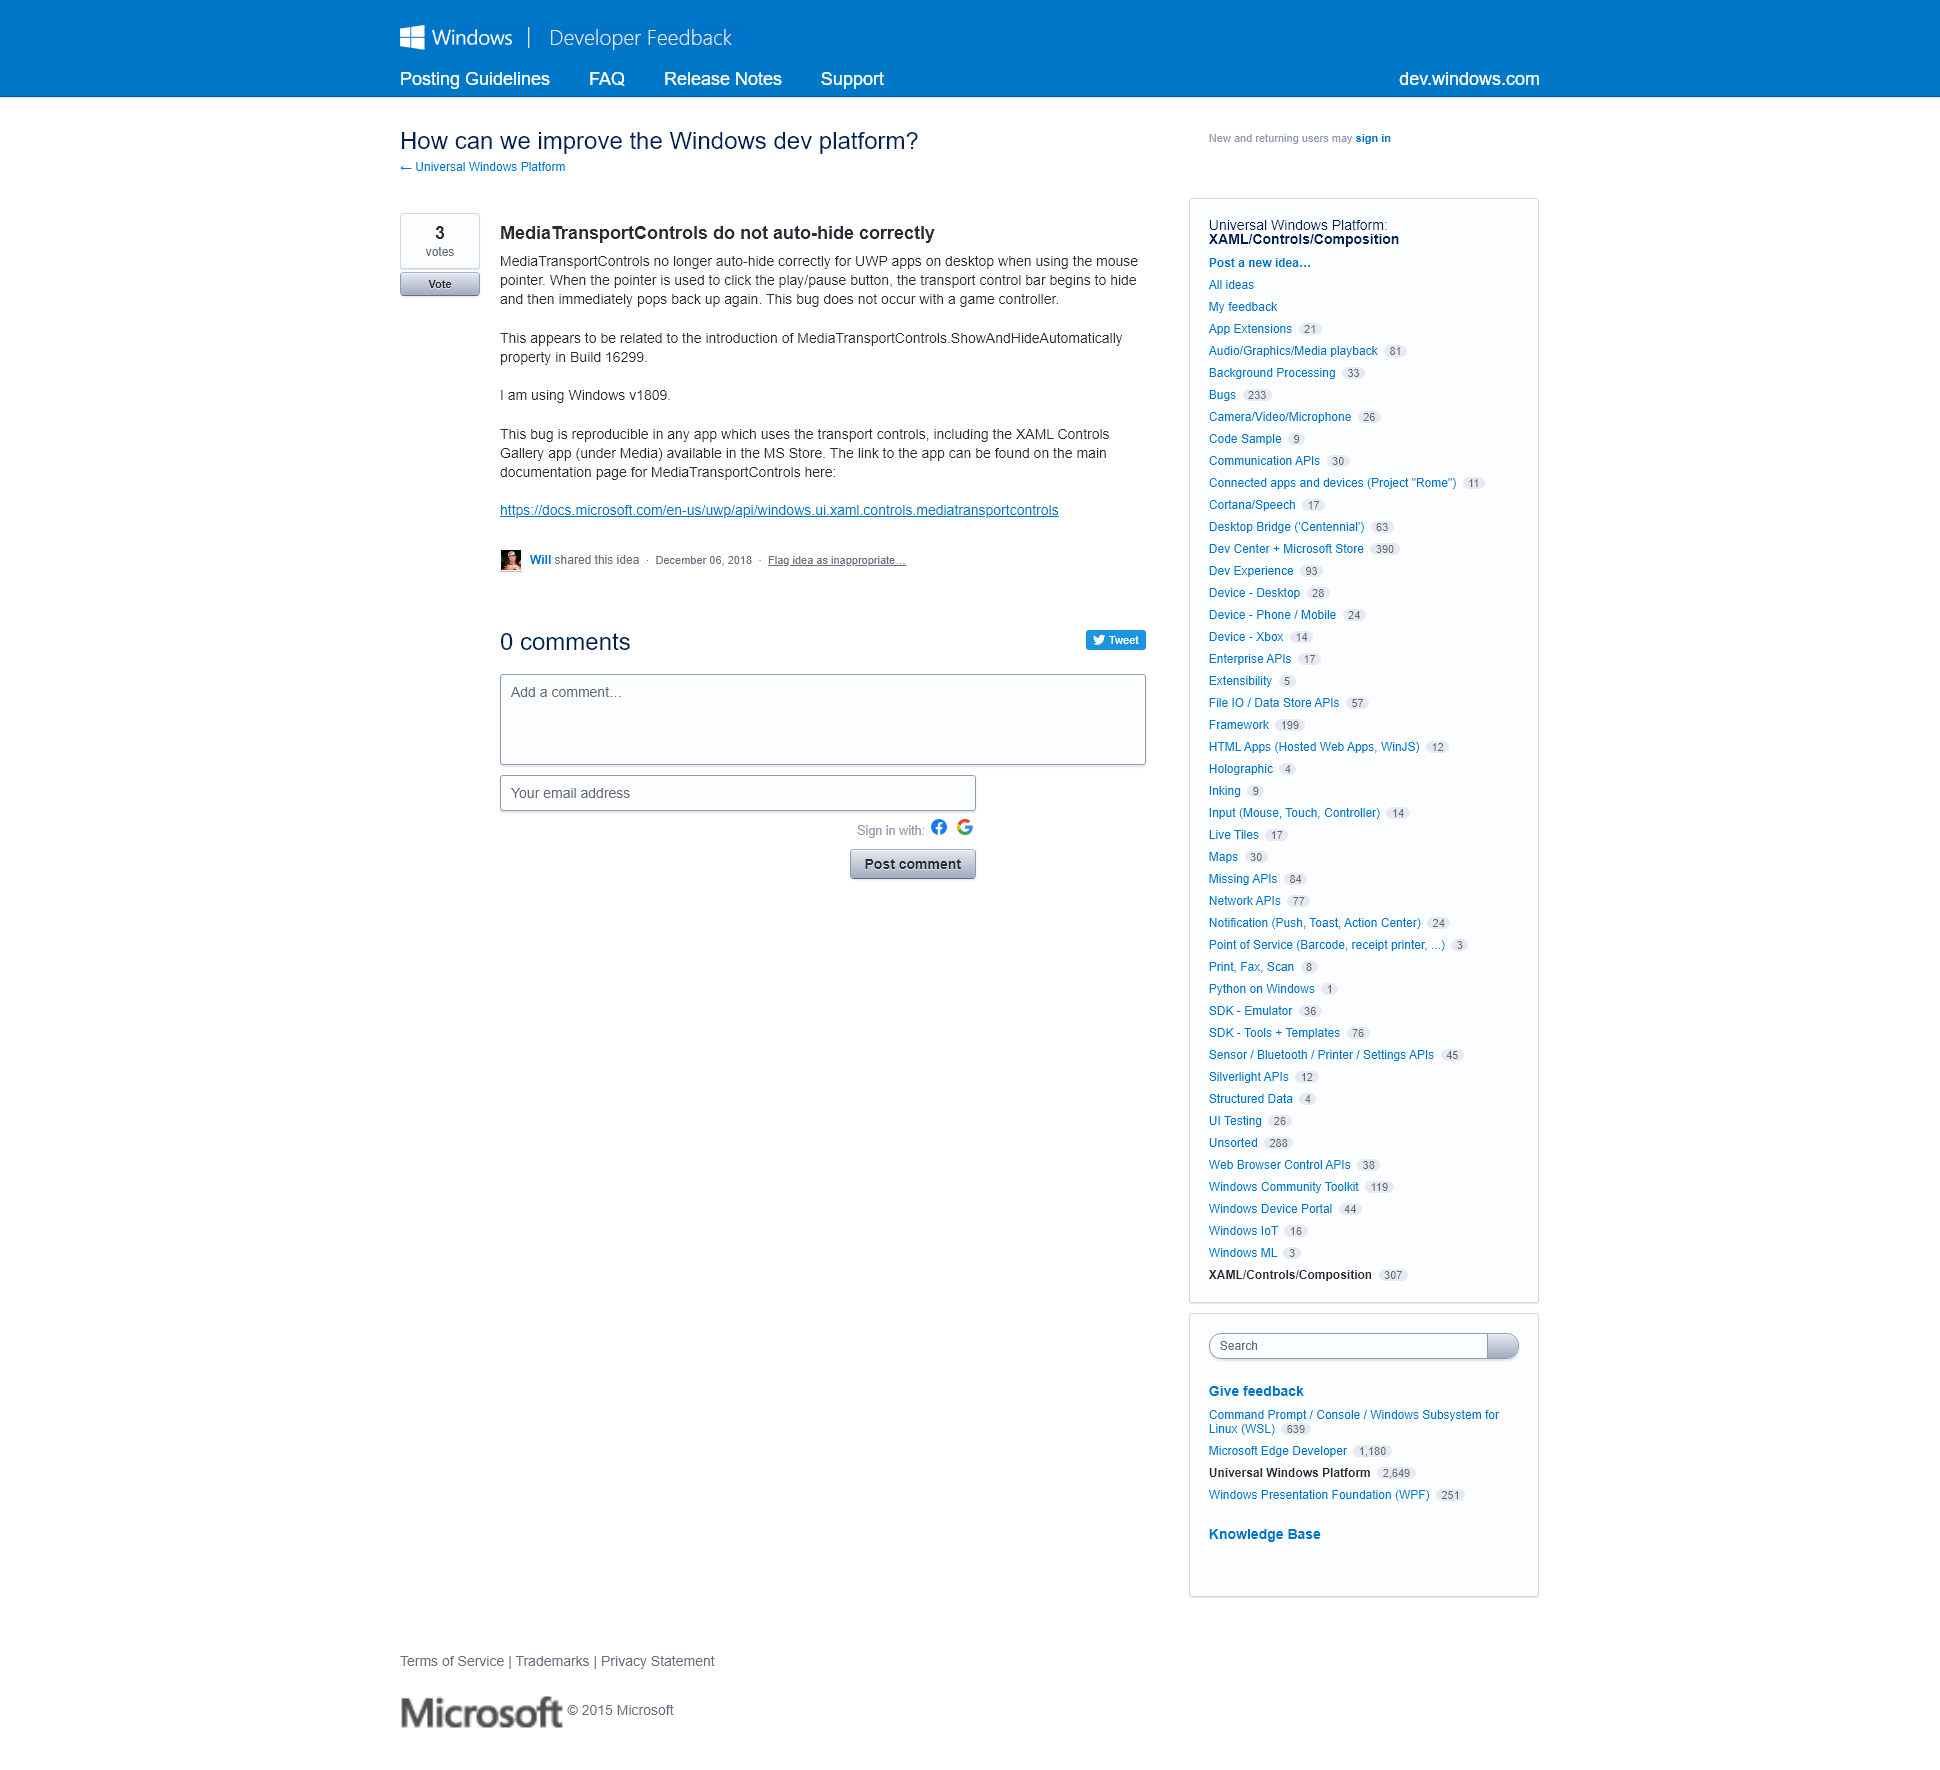 Windows | Developer Feedback
Posting Guidelines FAQ Release Notes Support dev.windows.com
How can we improve the Windows dev platform?
← Universal Windows Platform
New and returning users may sign in
3
votes
Vote
MediaTransportControls do not auto-hide correctly
MediaTransportControls no longer auto-hide correctly for UWP apps on desktop when using the mouse
pointer. When the pointer is used to click the play/pause button, the transport control bar begins to hide
and then immediately pops back up again. This bug does not occur with a game controller.
This appears to be related to the introduction of MediaTransportControls.ShowAndHideAutomatically
property in Build 16299.
I am using Windows v1809.
This bug is reproducible in any app which uses the transport controls, including the XAML Controls
Gallery app (under Media) available in the MS Store. The link to the app can be found on the main
documentation page for MediaTransportControls here:
https://docs.microsoft.com/en-us/uwp/api/windows.ui.xaml.controls.mediatransportcontrols
Will shared this idea · December 06, 2018 · Flag idea as inappropriate…
0 comments
Tweet
Add a comment…
Your email address
Sign in with:
Post comment
Universal Windows Platform:
XAML/Controls/Composition
Post a new idea…
All ideas
My feedback
App Extensions 21
Audio/Graphics/Media playback 81
Background Processing 33
Bugs 233
Camera/Video/Microphone 26
Code Sample 9
Communication APIs 30
Connected apps and devices (Project "Rome") 11
Cortana/Speech 17
Desktop Bridge ('Centennial') 63
Dev Center + Microsoft Store 390
Dev Experience 93
Device - Desktop 28
Device - Phone / Mobile 24
Device - Xbox 14
Enterprise APIs 17
Extensibility 5
File IO / Data Store APIs 57
Framework 199
HTML Apps (Hosted Web Apps, WinJS) 12
Holographic 4
Inking 9
Input (Mouse, Touch, Controller) 14
Live Tiles 17
Maps 30
Missing APIs 84
Network APIs 77
Notification (Push, Toast, Action Center) 24
Point of Service (Barcode, receipt printer, ...) 3
Print, Fax, Scan 8
Python on Windows 1
SDK - Emulator 36
SDK - Tools + Templates 76
Sensor / Bluetooth / Printer / Settings APIs 45
Silverlight APIs 12
Structured Data 4
UI Testing 26
Unsorted 288
Web Browser Control APIs 38
Windows Community Toolkit 119
Windows Device Portal 44
Windows IoT 16
Windows ML 3
XAML/Controls/Composition 307
Search
Give feedback
Command Prompt / Console / Windows Subsystem for
Linux (WSL) 639
Microsoft Edge Developer 1,180
Universal Windows Platform 2,649
Windows Presentation Foundation (WPF) 251
Knowledge Base
Terms of Service | Trademarks | Privacy Statement
Microsoft © 2015 Microsoft